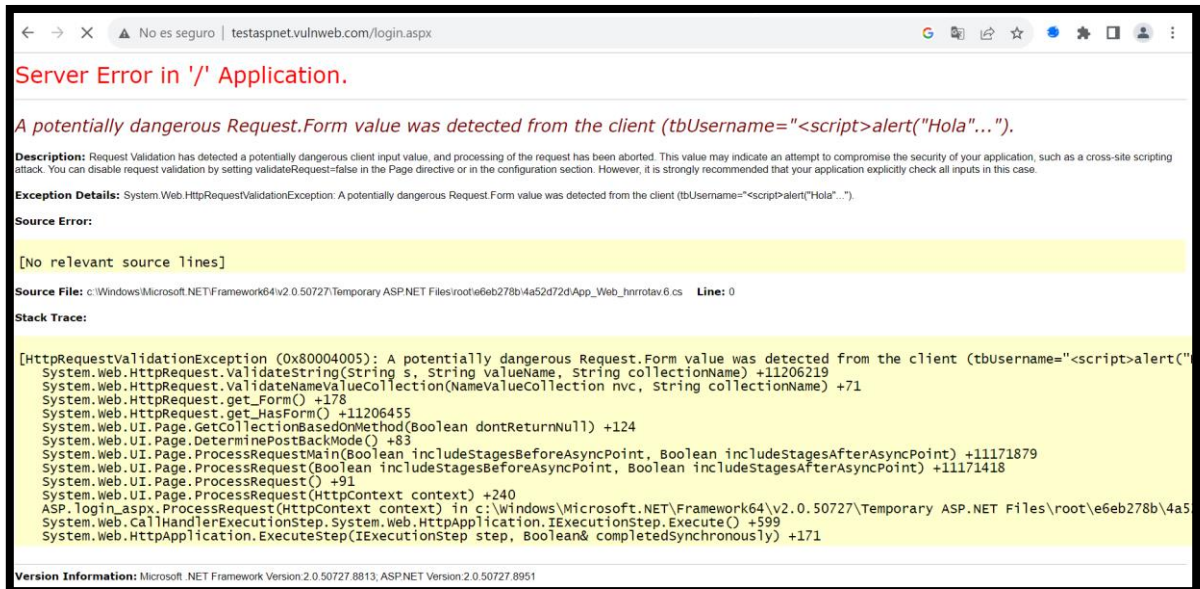 No es seguro | testaspnet.vulnweb.com/login.aspx
Server Error in '/' Application.
A potentially dangerous Request.Form value was detected from the client (tbUsername="<script>alert("Hola"...").
Description: Request Validation has detected a potentially dangerous client input value, and processing of the request has been aborted. This value may indicate an attempt to compromise the security of your application, such as a cross-site scripting
attack. You can disable request validation by setting validateRequest=false in the Page directive or in the configuration section. However, it is strongly recommended that your application explicitly check all inputs in this case.
Exception Details: System.Web.HttpRequestValidationException: A potentially dangerous Request.Form value was detected from the client (tbUsername="<script>alert("Hola"...").
Source Error:
[No relevant source lines]
Source File: c:\Windows\Microsoft.NET\Framework64\v2.0.50727\Temporary ASP.NET Files\root\e6eb278b\4a52d72d\App_Web_hnrrotav.6.cs Line: 0
Stack Trace:
[HttpRequestValidationException (0x80004005): A potentially dangerous Request.Form value was detected from the client (tbUsername="<script>alert("
System.Web.HttpRequest.ValidateString(String s, String valueName, String collectionName) +11206219
System.Web.HttpRequest.ValidateNameValueCollection(NameValueCollection nvc, String collectionName) +71
System.Web.HttpRequest.get_Form() +178
System.Web.HttpRequest.get_HasForm() +11206455
System.Web.UI.Page.GetCollectionBasedOnMethod(Boolean dontReturnNull) +124
System.Web.UI.Page.DeterminePostBackMode() +83
System.Web.UI.Page.ProcessRequestMain(Boolean includeStagesBeforeAsyncPoint, Boolean includeStagesAfterAsyncPoint) +11171879
System.Web.UI.Page.ProcessRequest(Boolean includeStagesBeforeAsyncPoint, Boolean includeStagesAfterAsyncPoint) +11171418
System.Web.UI.Page.ProcessRequest() +91
System.Web.UI.Page.ProcessRequest(HttpContext context) +240
ASP.login_aspx.ProcessRequest(HttpContext context) in c:\Windows\Microsoft.NET\Framework64\v2.0.50727\Temporary ASP.NET Files\root\e6eb278b\4a5
System.Web.CallHandlerExecutionStep.System.Web.HttpApplication.IExecutionStep.Execute() +599
System.Web.HttpApplication.ExecuteStep(IExecutionStep step, Boolean& completedSynchronously) +171
Version Information: Microsoft .NET Framework Version:2.0.50727.8813; ASP.NET Version:2.0.50727.8951